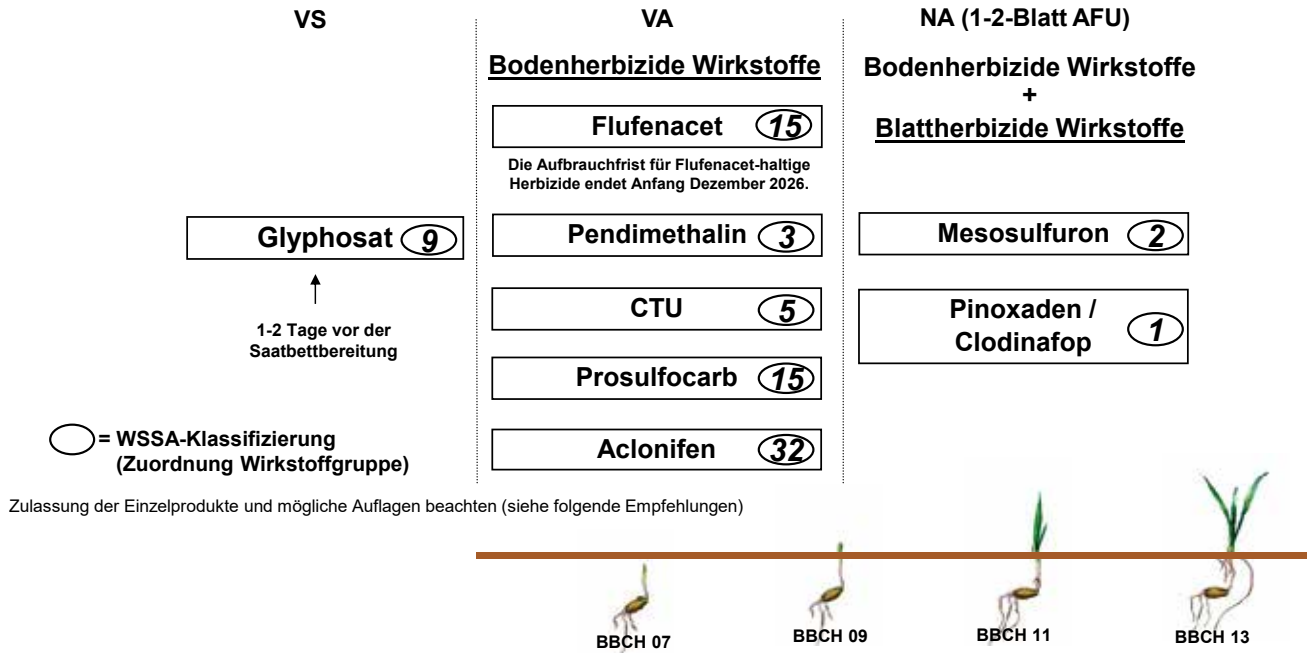 VS
Glyphosat 9
1-2 Tage vor der
Saatbettbereitung
= WSSA-Klassifizierung
(Zuordnung Wirkstoffgruppe)
VA
Bodenherbizide Wirkstoffe
Flufenacet 15
Die Aufbrauchfrist für Flufenacet-haltige
Herbizide endet Anfang Dezember 2026.
Pendimethalin 3
CTU 5
Prosulfocarb 15
Aclonifen 32
NA (1-2-Blatt AFU)
Bodenherbizide Wirkstoffe
+
Blattherbizide Wirkstoffe
Mesosulfuron 2
Pinoxaden /
Clodinafop 1
Zulassung der Einzelprodukte und mögliche Auflagen beachten (siehe folgende Empfehlungen)
BBCH 07
BBCH 09
BBCH 11
BBCH 13